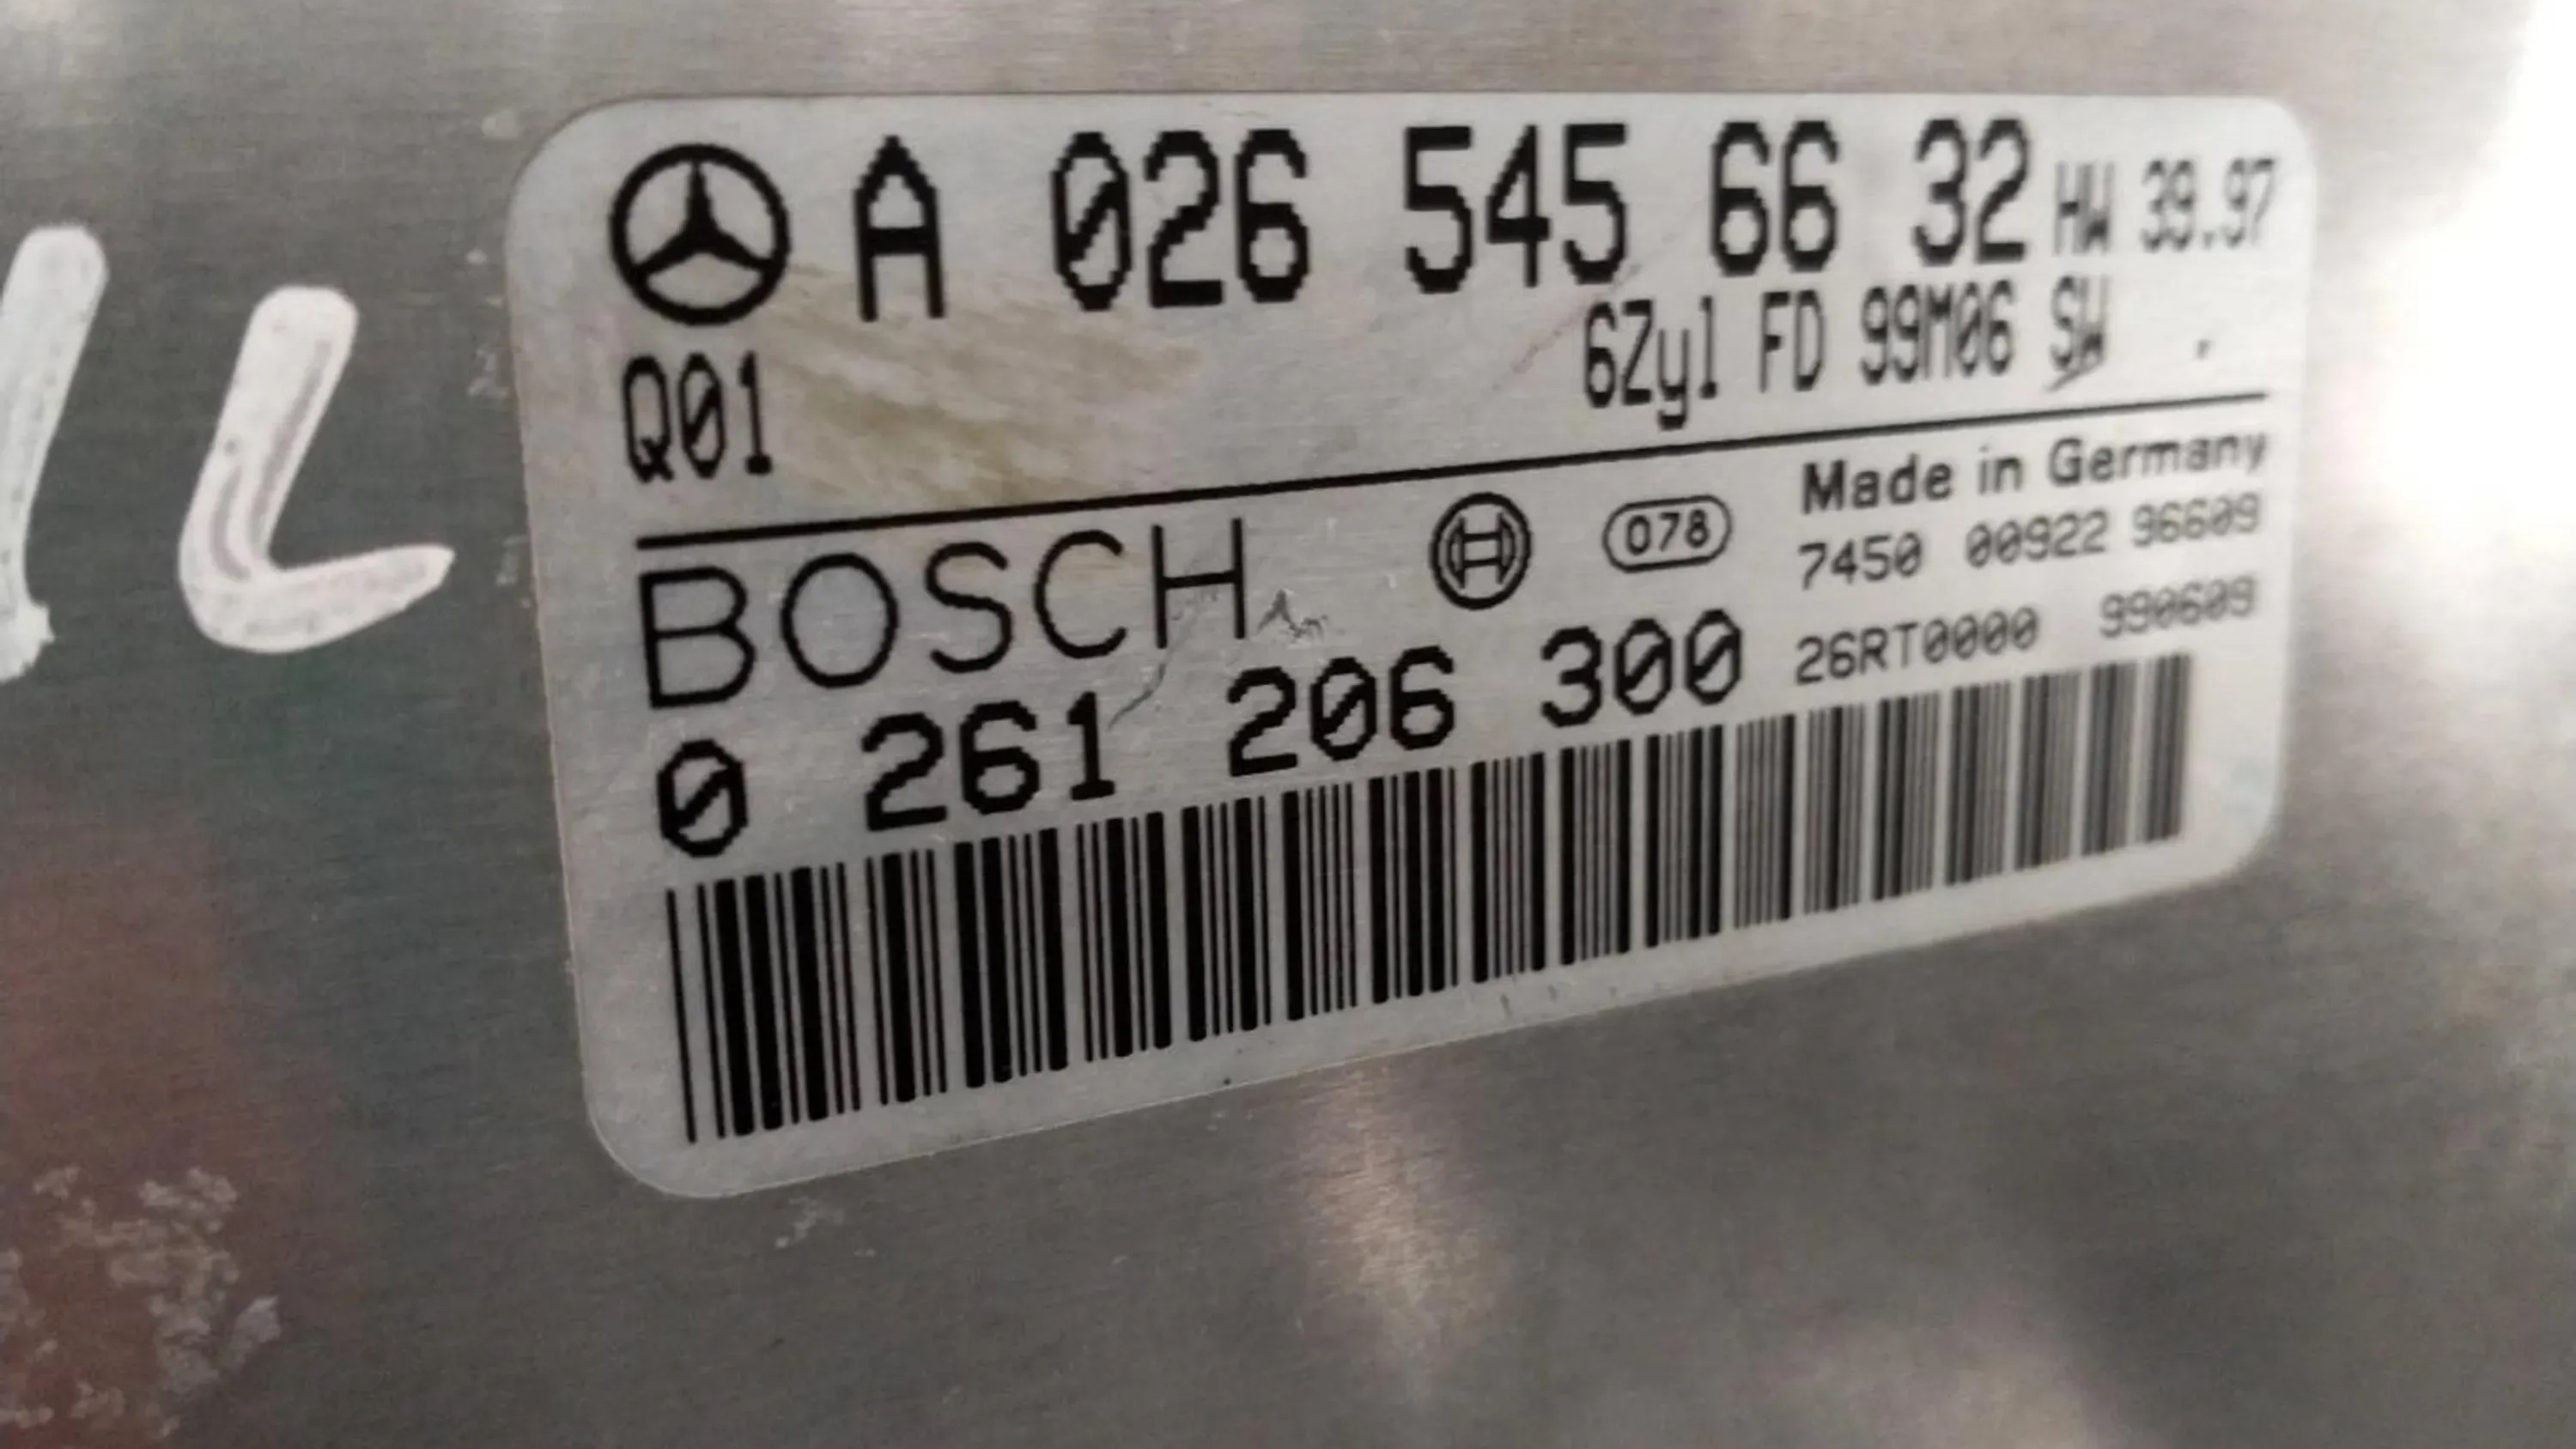 A 026 545 66 32 HW 39.97
6Zyl FD 99M06 SW .
Q01
BOSCH 078 Made in Germany
7450 00922 96609
0 261 206 300 26RT0000 990609